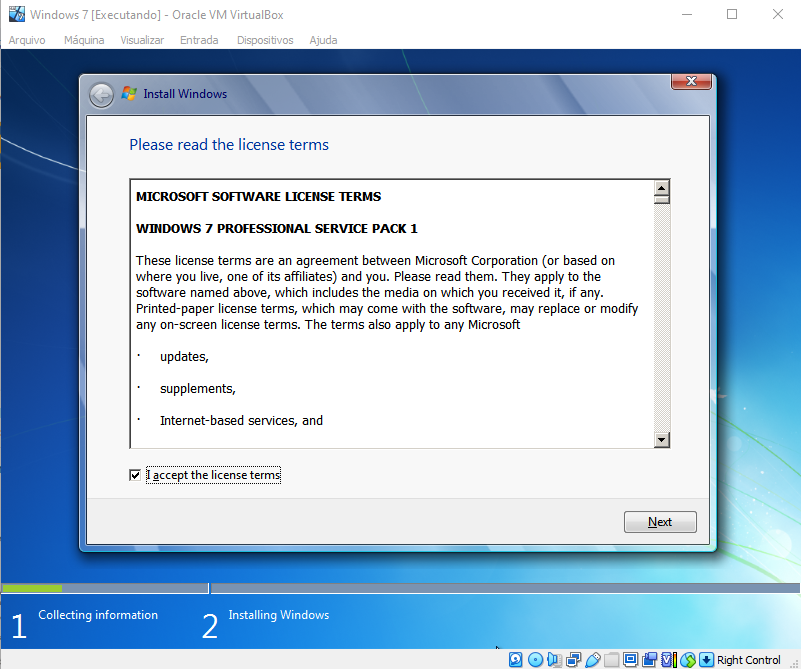 Windows 7 [Executando] - Oracle VM VirtualBox
Arquivo Máquina Visualizar Entrada Dispositivos Ajuda
Install Windows
Please read the license terms
MICROSOFT SOFTWARE LICENSE TERMS
WINDOWS 7 PROFESSIONAL SERVICE PACK 1
These license terms are an agreement between Microsoft Corporation (or based on
where you live, one of its affiliates) and you. Please read them. They apply to the
software named above, which includes the media on which you received it, if any.
Printed-paper license terms, which may come with the software, may replace or modify
any on-screen license terms. The terms also apply to any Microsoft
· updates,
· supplements,
· Internet-based services, and
I accept the license terms
Next
1 Collecting information
2 Installing Windows
Right Control